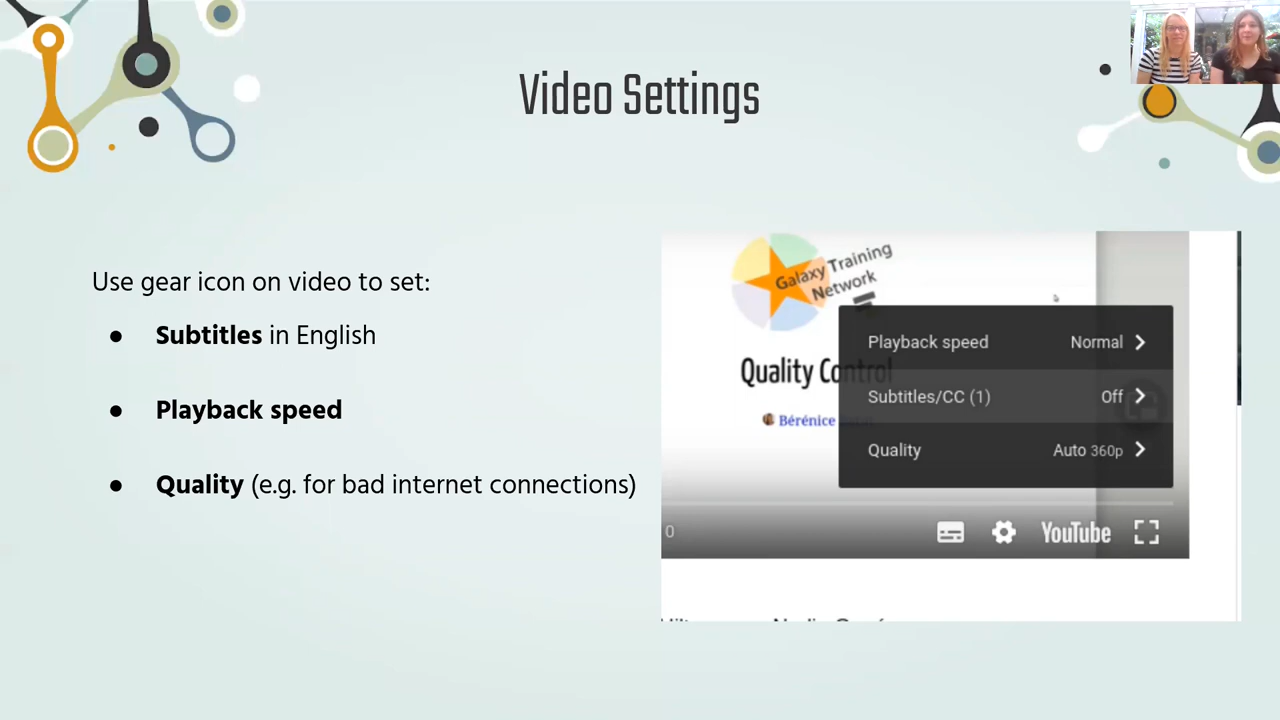 Video Settings
Use gear icon on video to set:
● Subtitles in English
● Playback speed
● Quality (e.g. for bad internet connections)
Galaxy Training
Network
Quality Control
Bérénice
Playback speed Normal
Subtitles/CC (1) Off
Quality Auto 360p
0
YouTube